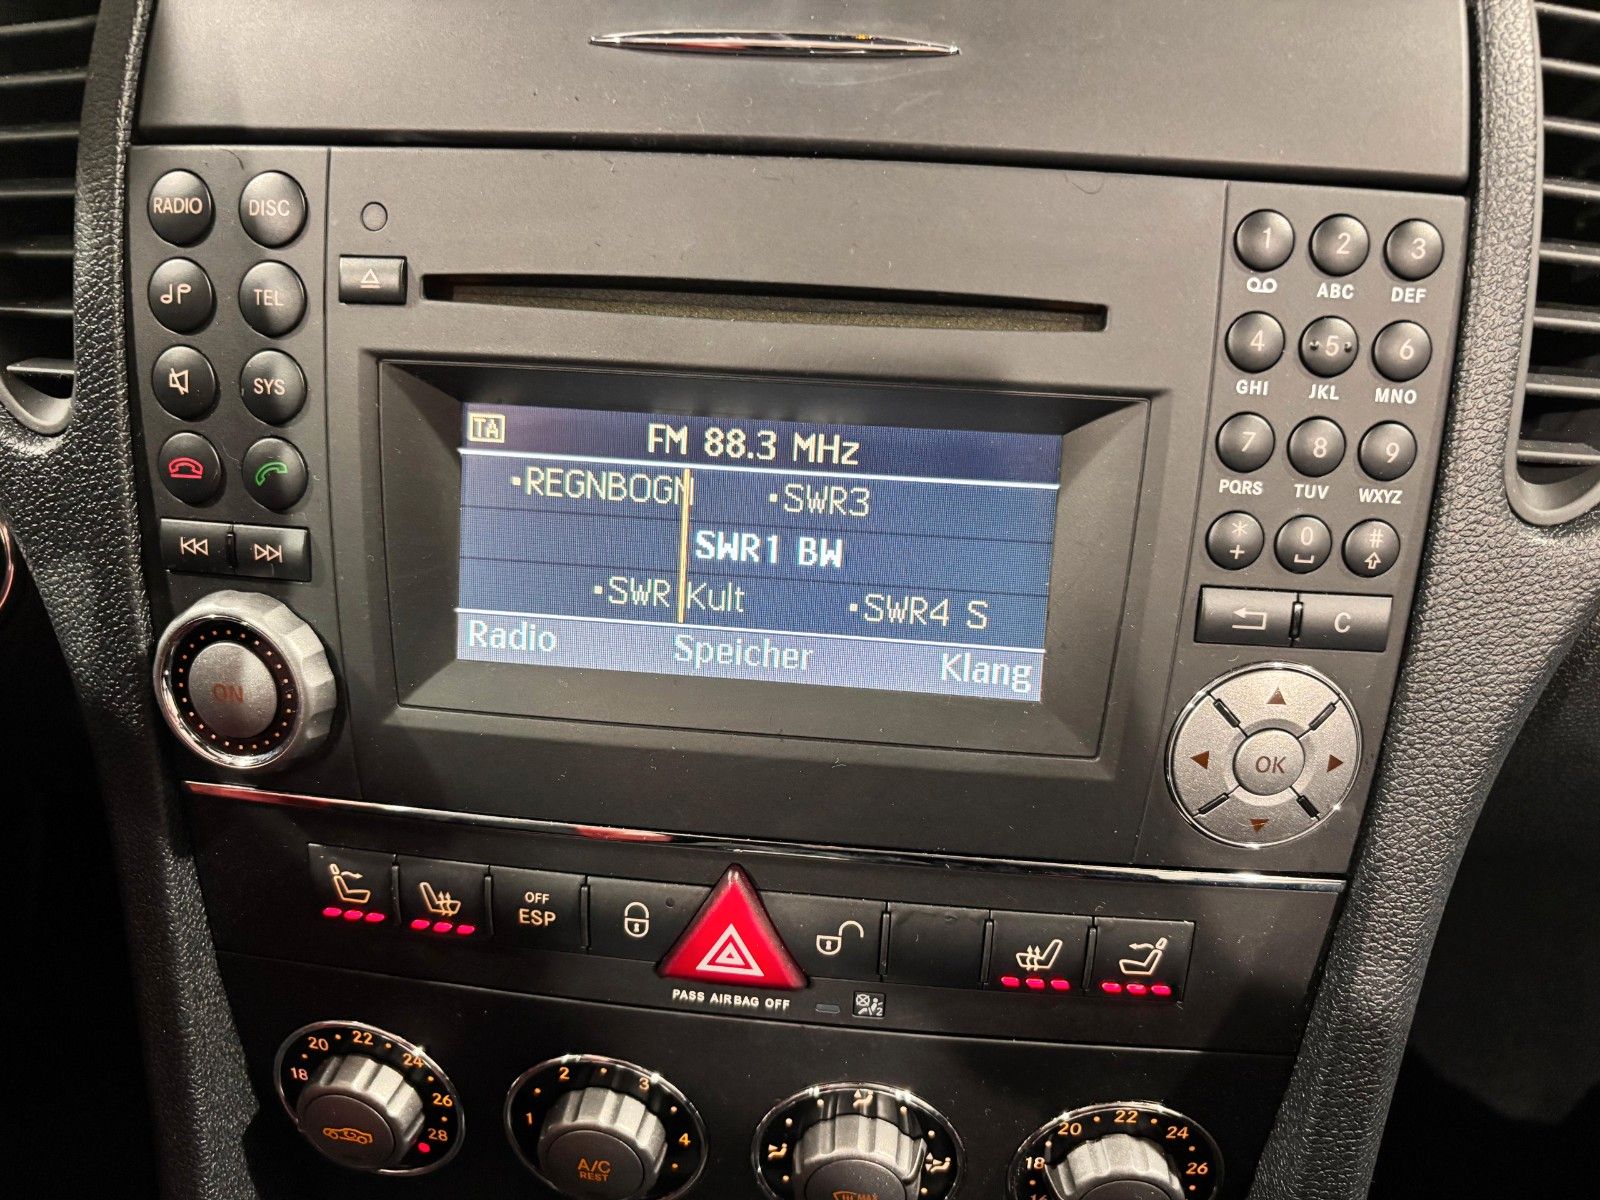 RADIO DISC
TEL
SYS
ON
TA FM 88.3 MHz
•REGNBOGN •SWR3
SWR1 BW
•SWR Kult •SWR4 S
Radio Speicher Klang
1 2 3
ABC DEF
4 5 6
GHI JKL MNO
7 8 9
PQRS TUV WXYZ
* 0 #
+
C
OK
OFF
ESP
PASS AIRBAG OFF
18 20 22 24 26 28
1 2 3 4
A/C
REST
MAX
16 18 20 22 24 26